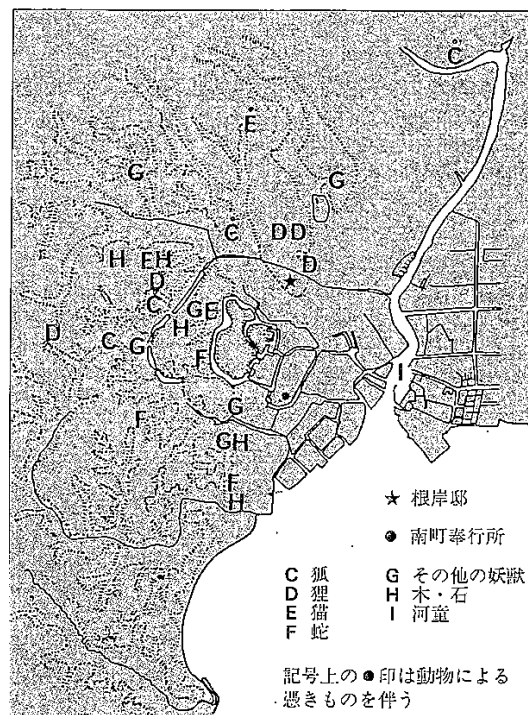 C
E
G
G
C
DD
H
EH
D
D
C
GE
H
D
C
G
F
I
F
G
GH
F
H
★ 根岸邸
● 南町奉行所
C 狐
D 狸
E 猫
F 蛇
G その他の妖獣
H 木・石
I 河童
記号上の●印は動物による
憑きものを伴う